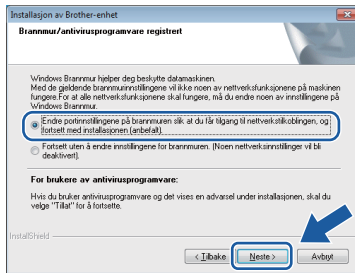 Installasjon av Brother-enhet
Brannmur/antivirusprogramvare registrert
Windows Brannmur hjelper deg beskytte datamaskinen.
Med de gjeldende brannmurinnstillingene vil ikke noen av nettverksfunksjonene på maskinen
fungere.For at alle nettverksfunksjonene skal fungere, må du endre noen av innstillingene på
Windows Brannmur.
Endre portinnstillingene på brannmuren slik at du får tilgang til nettverkstilkoblingen, og
fortsett med installasjonen (anbefalt).
Fortsett uten å endre innstillingene for brannmuren. (Noen nettverksinnstillinger vil bli
deaktivert).
For brukere av antivirusprogramvare:
Hvis du bruker antivirusprogramvare og det vises en advarsel under installasjonen, skal du
velge "Tillat" for å fortsette.
InstallShield
< Tilbake Neste > Avbryt